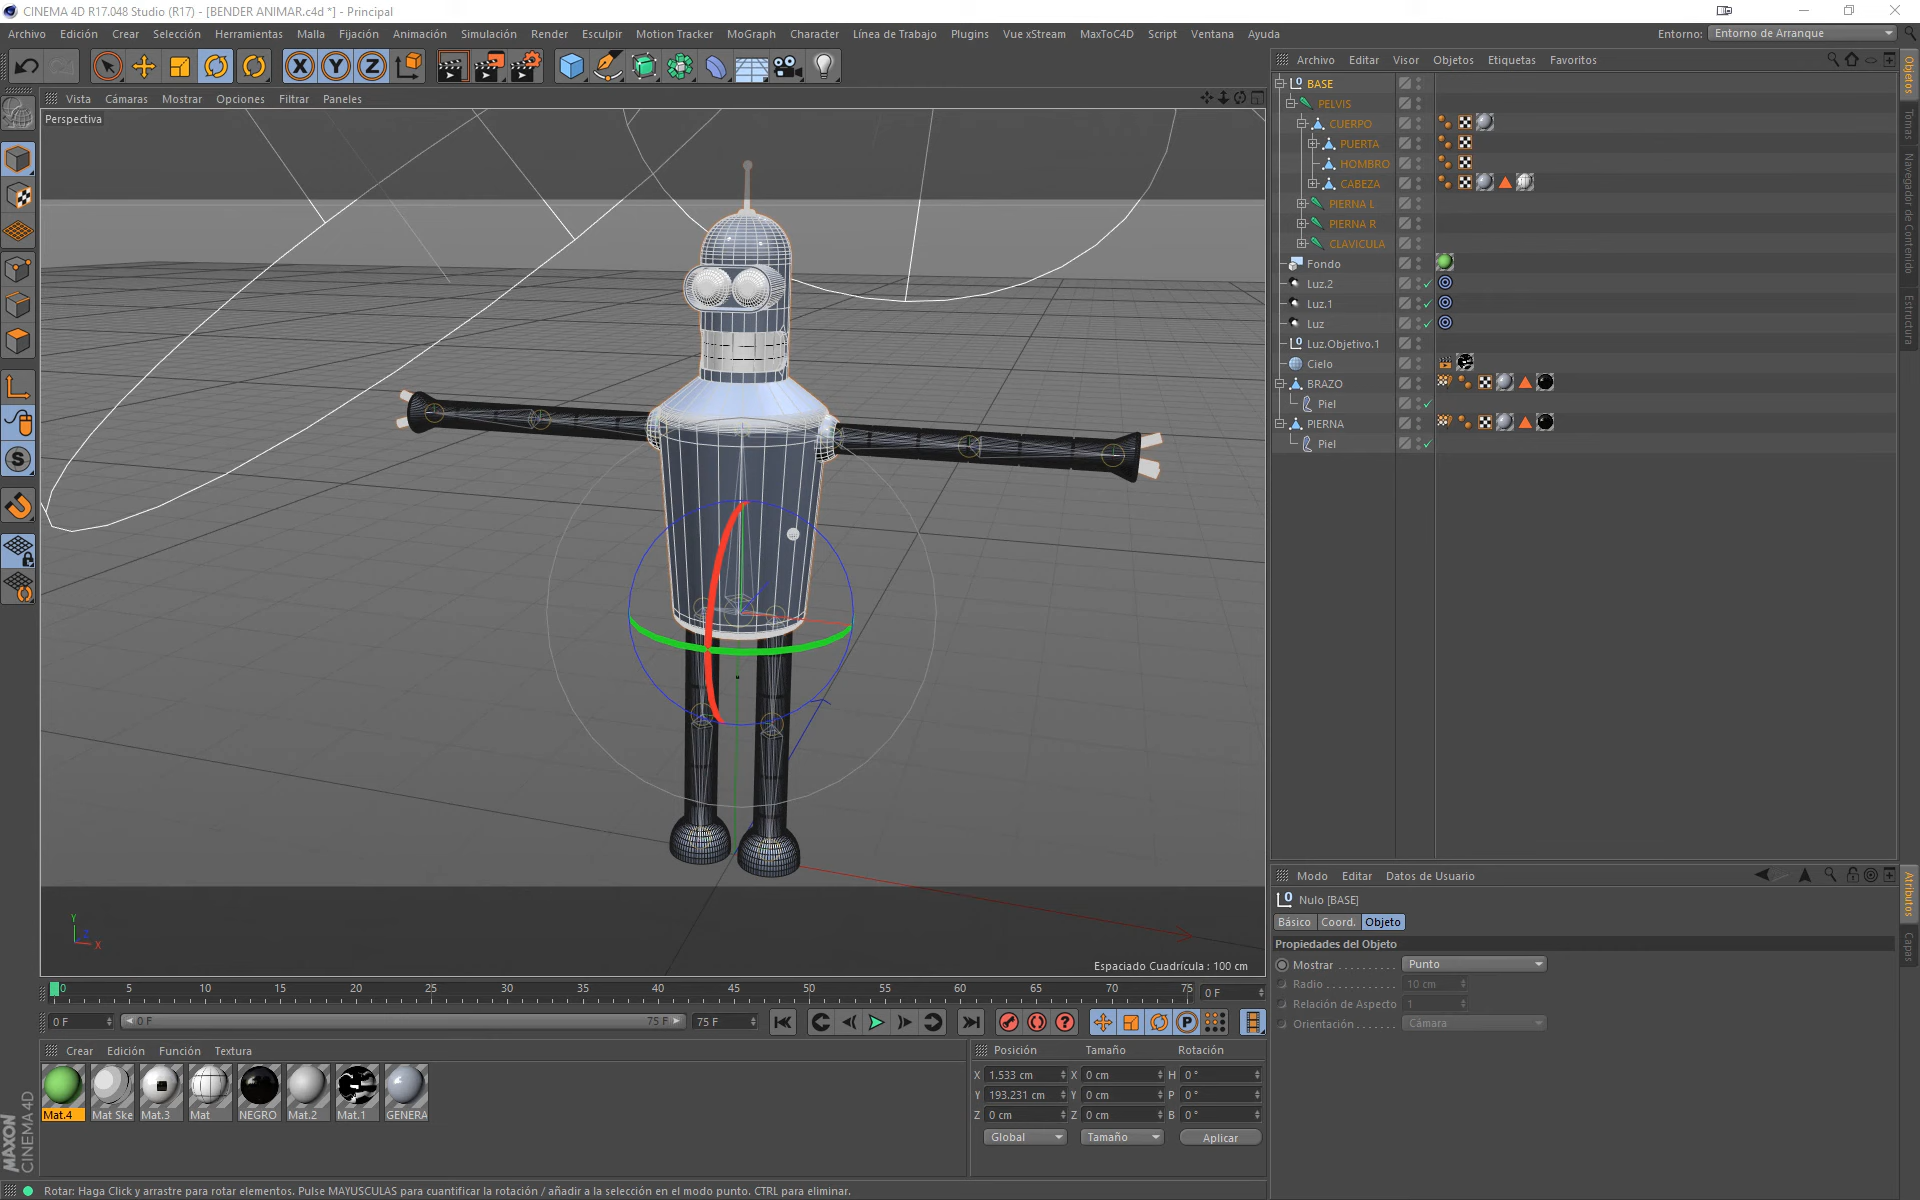 CINEMA 4D R17.048 Studio (R17) - [BENDER ANIMAR.c4d *] - Principal
Archivo Edición Crear Selección Herramientas Malla Fijación Animación Simulación Render Esculpir Motion Tracker MoGraph Character Línea de Trabajo Plugins Vue xStream MaxToC4D Script Ventana Ayuda Entorno: Entorno de Arranque
Archivo Editar Visor Objetos Etiquetas Favoritos
Vista Cámaras Mostrar Opciones Filtrar Paneles
Perspectiva
BASE
PELVIS
CUERPO
PUERTA
HOMBRO
CABEZA
PIERNA L
PIERNA R
CLAVICULA
Fondo
Luz.2
Luz.1
Luz
Luz.Objetivo.1
Cielo
BRAZO
Piel
PIERNA
Piel
Objetos
Tomas
Navegador de Contenido
Estructura
Y
Z
X
Espaciado Cuadrícula : 100 cm
Modo Editar Datos de Usuario
Nulo [BASE]
Básico Coord. Objeto
Propiedades del Objeto
Mostrar . . . . . . . . . . Punto
Radio . . . . . . . . . . . . 10 cm
Relación de Aspecto 1
Orientación . . . . . . . Cámara
Atributos
Capas
0 5 10 15 20 25 30 35 40 45 50 55 60 65 70 75 0 F
0 F 0 F 75 F 75 F
Crear Edición Función Textura
Mat.4 Mat Ske Mat.3 Mat NEGRO Mat.2 Mat.1 GENERA
Posición Tamaño Rotación
X 1.533 cm X 0 cm H 0 °
Y 193.231 cm Y 0 cm P 0 °
Z 0 cm Z 0 cm B 0 °
Global Tamaño Aplicar
MAXON
CINEMA 4D
Rotar: Haga Click y arrastre para rotar elementos. Pulse MAYUSCULAS para cuantificar la rotación / añadir a la selección en el modo punto. CTRL para eliminar.